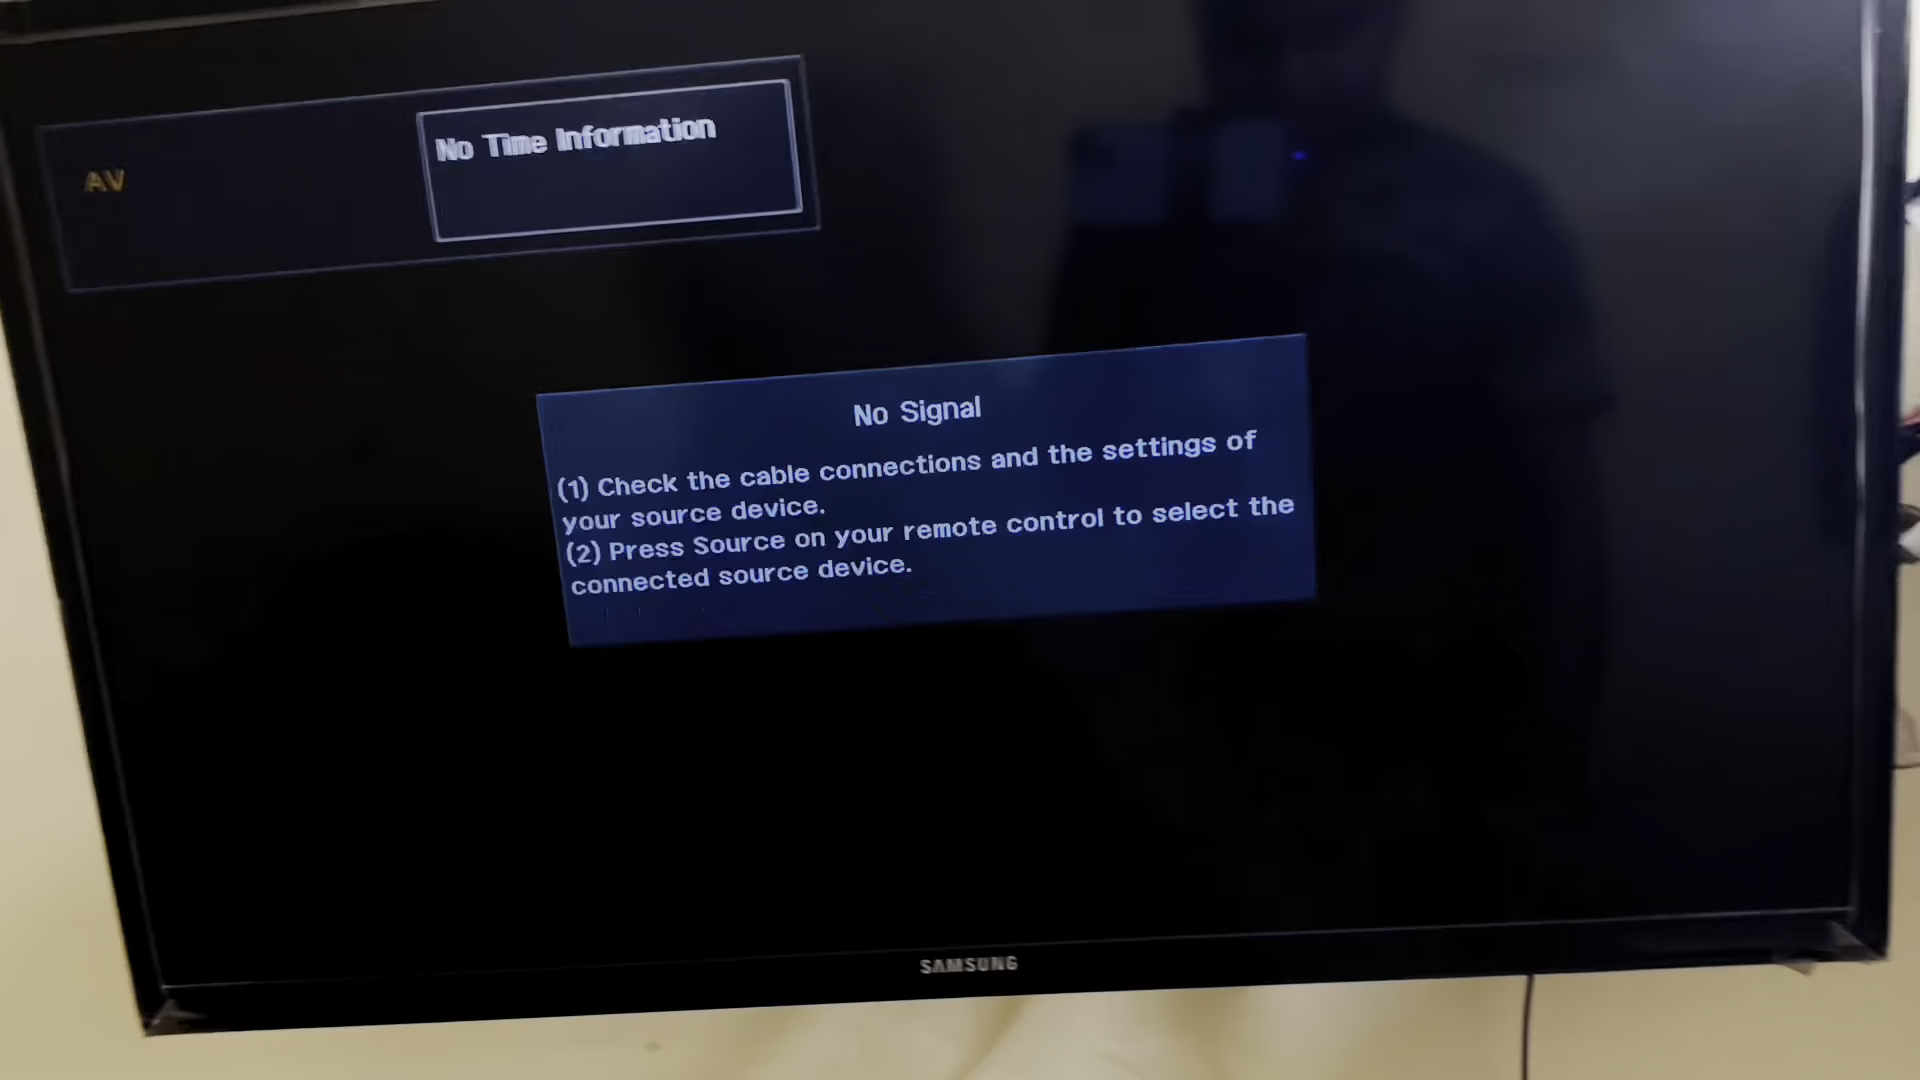 No Time Information
AV
No Signal
(1) Check the cable connections and the settings of
your source device.
(2) Press Source on your remote control to select the
connected source device.
SAMSUNG